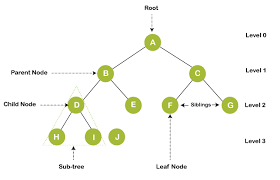 Root
A
Level 0
Parent Node
B
C
Level 1
Child Node
D
E
F
Siblings
G
Level 2
H
I
J
Level 3
Sub-tree
Leaf Node